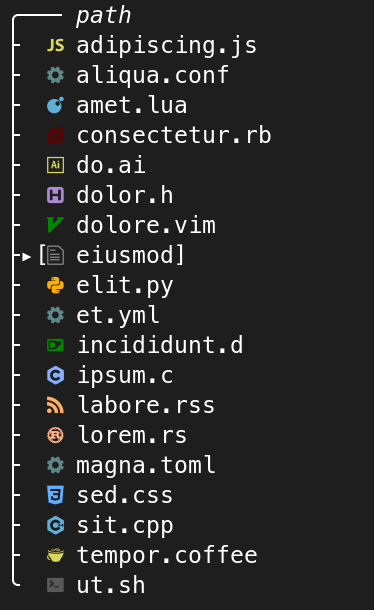 path
JS adipiscing.js
aliqua.conf
amet.lua
consectetur.rb
Ai do.ai
H dolor.h
dolore.vim
[eiusmod]
elit.py
et.yml
incididunt.d
C ipsum.c
labore.rss
lorem.rs
magna.toml
sed.css
sit.cpp
tempor.coffee
ut.sh